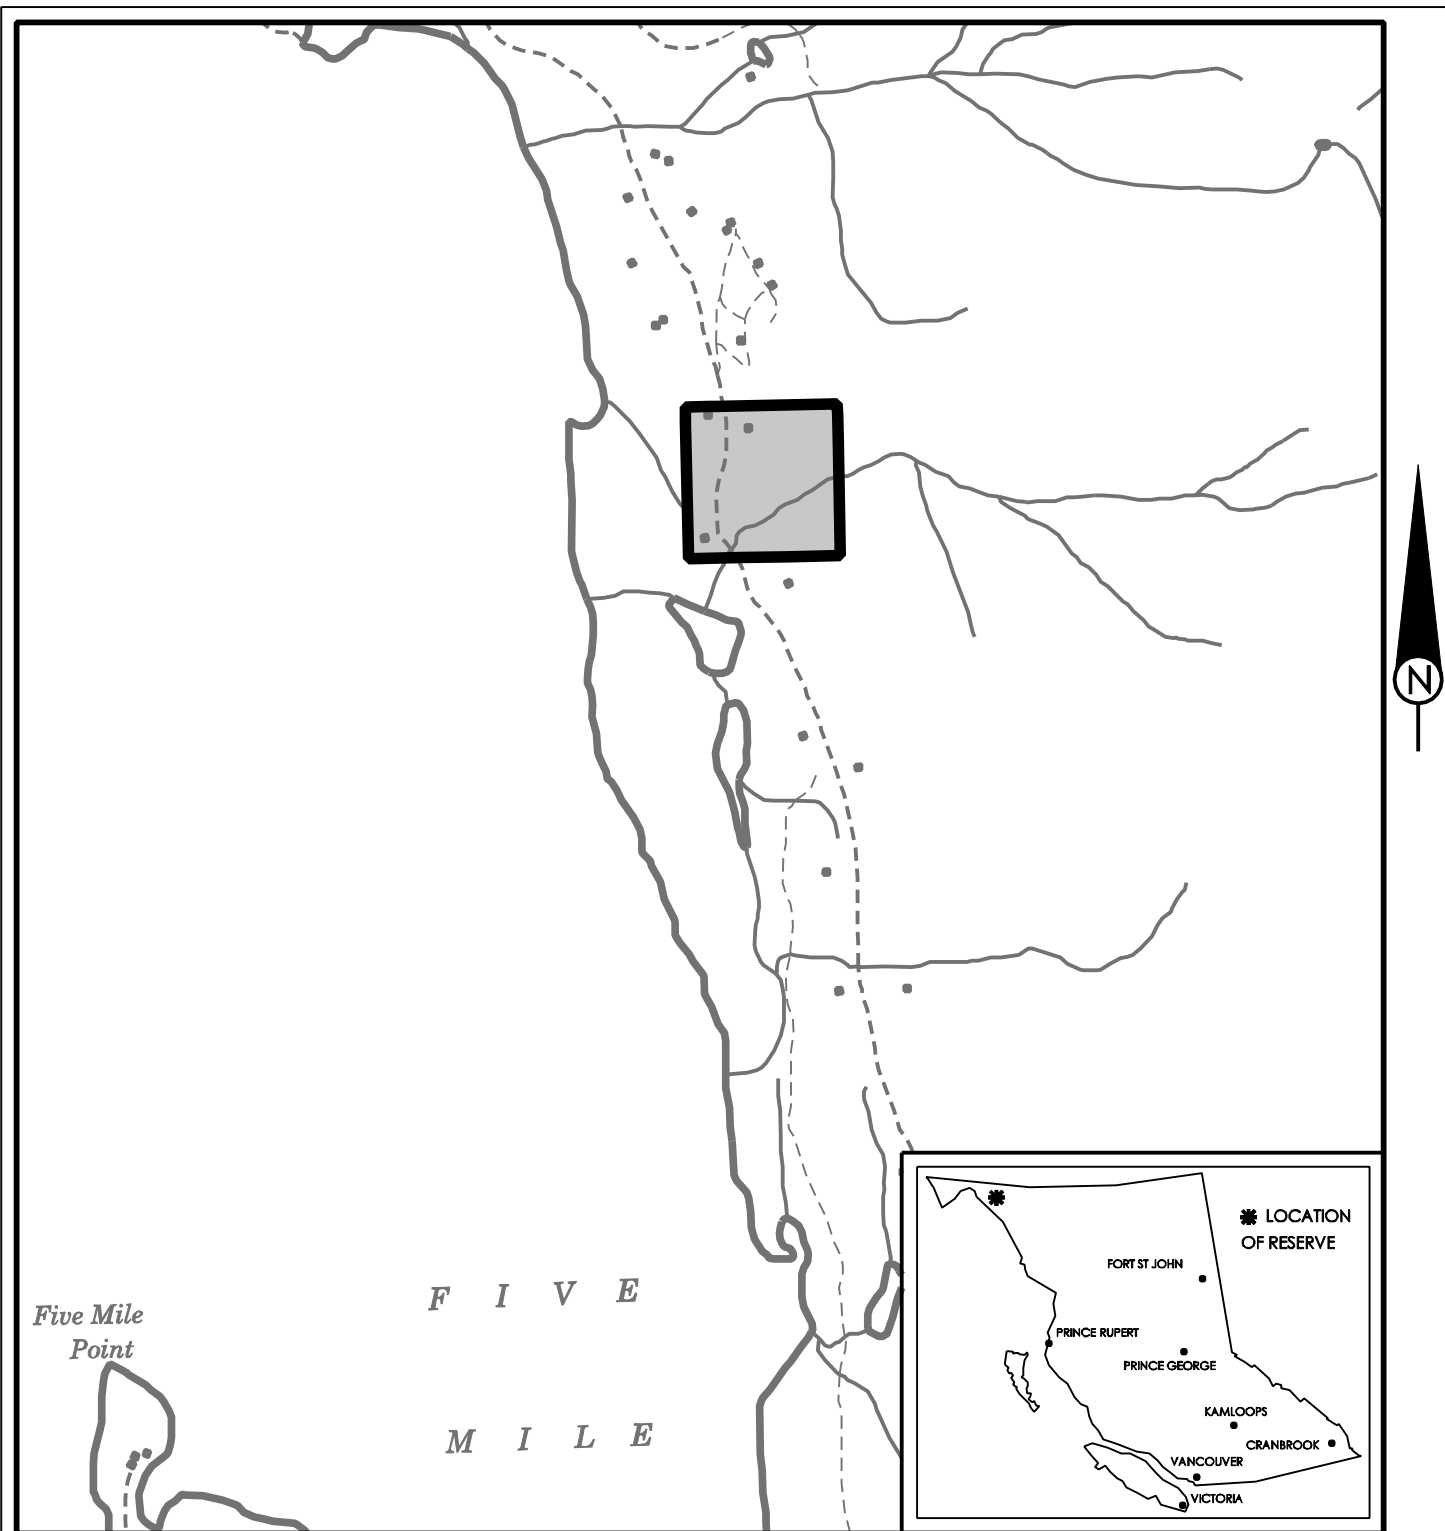 N
LOCATION
OF RESERVE
FORT ST JOHN
PRINCE RUPERT
PRINCE GEORGE
KAMLOOPS
CRANBROOK
VANCOUVER
VICTORIA
Five Mile
Point
F I V E
M I L E